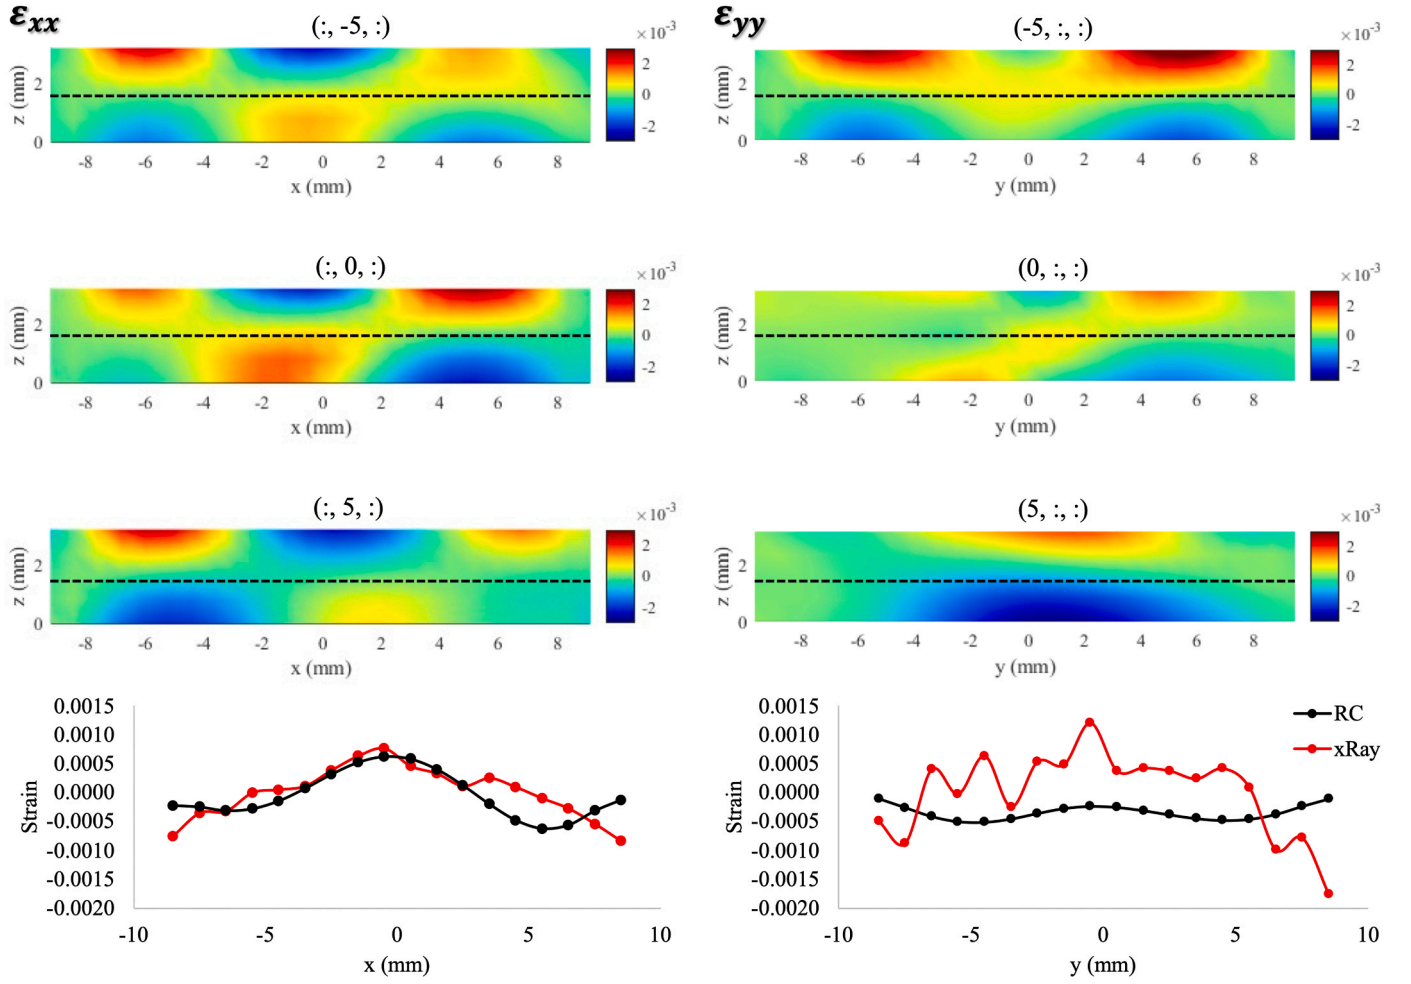 εxx
(:, -5, :)
×10-3
2
0
-2
z (mm)
2
0
-8 -6 -4 -2 0 2 4 6 8
x (mm)
(:, 0, :)
×10-3
2
0
-2
z (mm)
2
0
-8 -6 -4 -2 0 2 4 6 8
x (mm)
(:, 5, :)
×10-3
2
0
-2
z (mm)
2
0
-8 -6 -4 -2 0 2 4 6 8
x (mm)
0.0015
0.0010
0.0005
0.0000
-0.0005
-0.0010
-0.0015
-0.0020
Strain
-10 -5 0 5 10
x (mm)
εyy
(-5, :, :)
×10-3
2
0
-2
z (mm)
2
0
-8 -6 -4 -2 0 2 4 6 8
y (mm)
(0, :, :)
×10-3
2
0
-2
z (mm)
2
0
-8 -6 -4 -2 0 2 4 6 8
y (mm)
(5, :, :)
×10-3
2
0
-2
z (mm)
2
0
-8 -6 -4 -2 0 2 4 6 8
y (mm)
0.0015
0.0010
0.0005
0.0000
-0.0005
-0.0010
-0.0015
-0.0020
Strain
RC
xRay
-10 -5 0 5 10
y (mm)